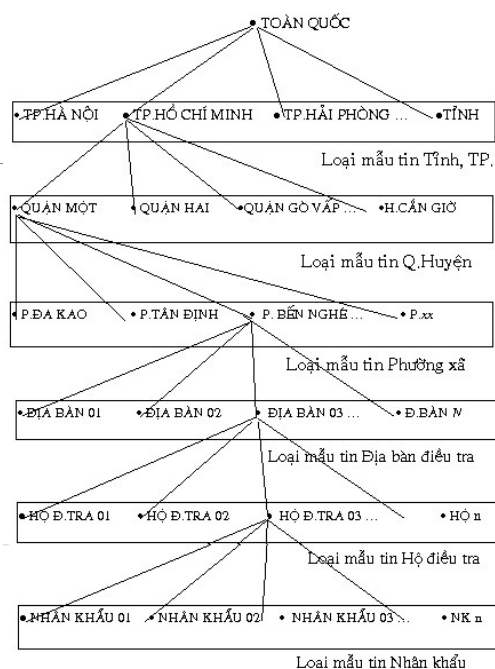 • TOÀN QUỐC
• TP.HÀ NỘI • TP.HỒ CHÍ MINH • TP.HẢI PHÒNG ... • TỈNH
Loại mẫu tin Tỉnh, TP.
• QUẬN MỘT • QUẬN HAI • QUẬN GÒ VẤP ... • H.CẦN GIỜ
Loại mẫu tin Q.Huyện
• P.ĐA KAO • P.TÂN ĐỊNH • P. BẾN NGHÉ ... • P.xx
Loại mẫu tin Phường xã
• ĐỊA BÀN 01 • ĐỊA BÀN 02 • ĐỊA BÀN 03 ... • Đ.BÀN N
Loại mẫu tin Địa bàn điều tra
• HỘ Đ.TRA 01 • HỘ Đ.TRA 02 • HỘ Đ.TRA 03 ... • HỘ n
Loại mẫu tin Hộ điều tra
• NHÂN KHẨU 01 • NHÂN KHẨU 02 • NHÂN KHẨU 03 ... • NK n
Loại mẫu tin Nhân khẩu